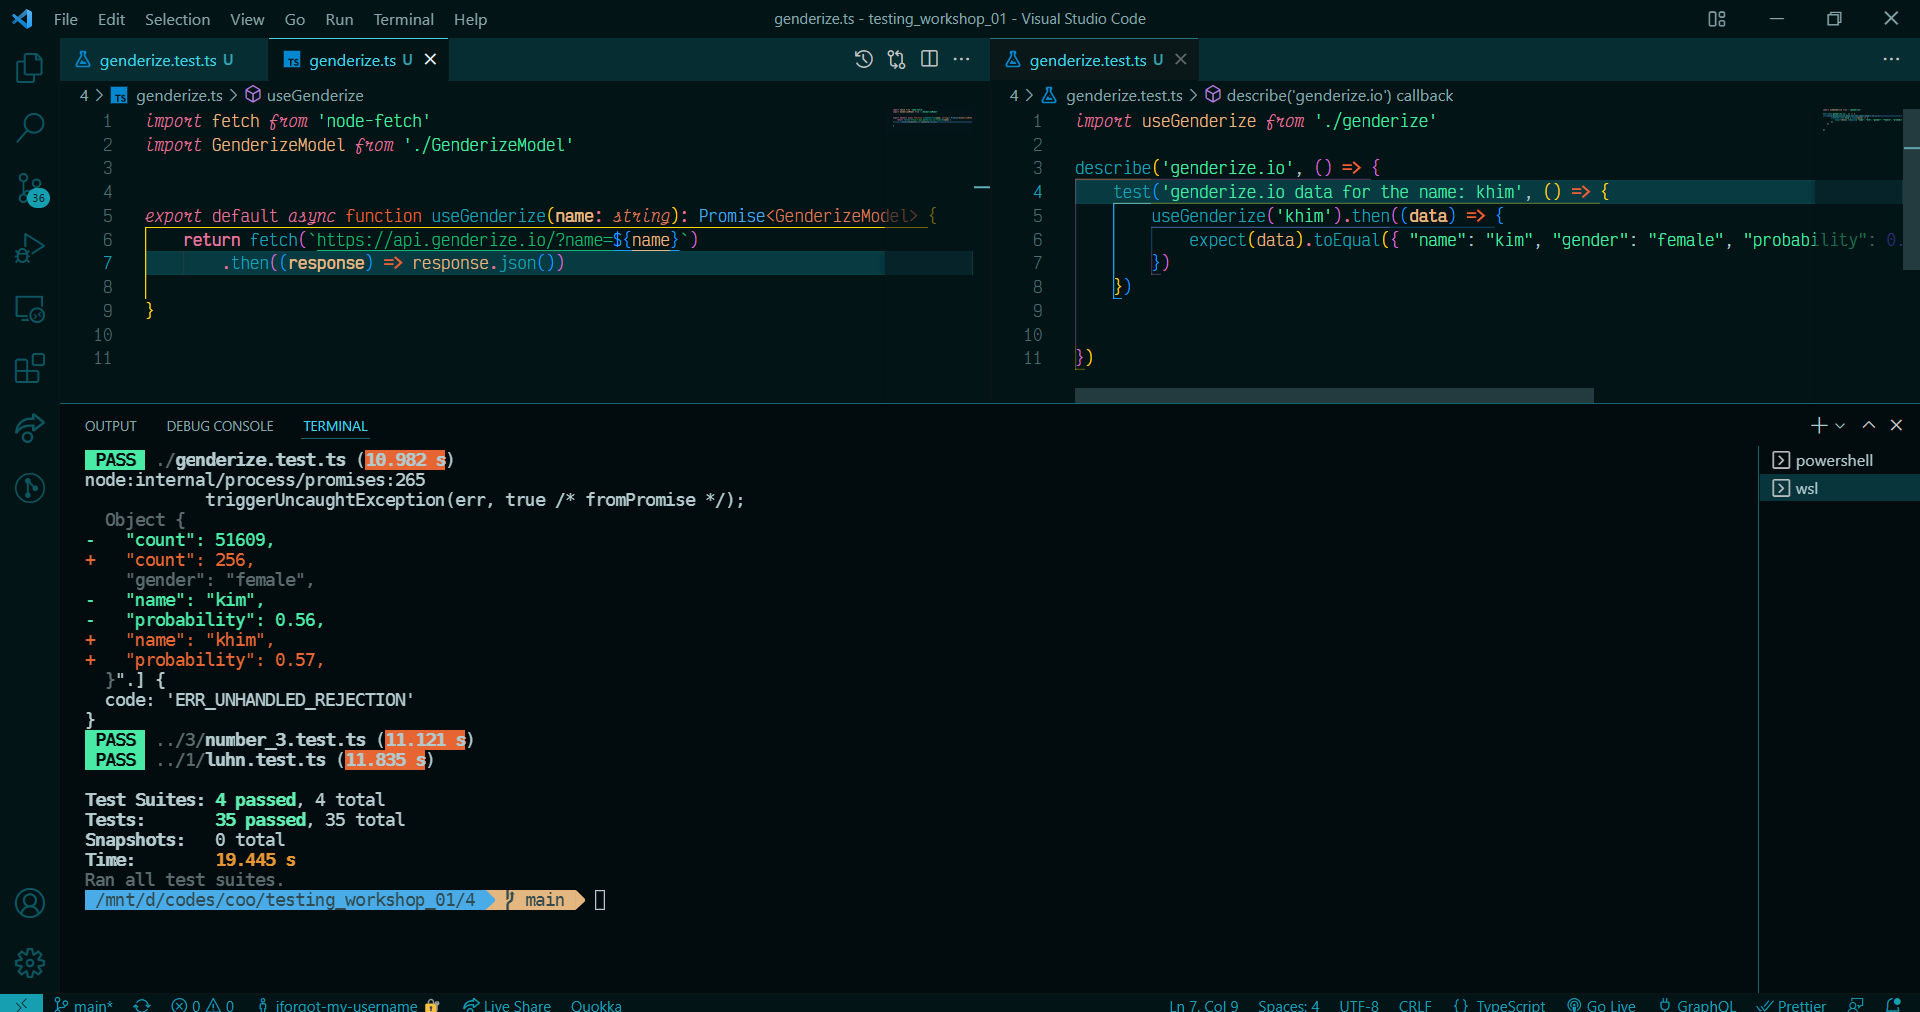 File Edit Selection View Go Run Terminal Help
genderize.ts - testing_workshop_01 - Visual Studio Code
genderize.test.ts U
genderize.ts U
4 > genderize.ts > useGenderize
1 import fetch from 'node-fetch'
2 import GenderizeModel from './GenderizeModel'
3
4
5 export default async function useGenderize(name: string): Promise<GenderizeModel> {
6 return fetch(`https://api.genderize.io/?name=${name}`)
7 .then((response) => response.json())
8
9 }
10
11
genderize.test.ts U
4 > genderize.test.ts > describe('genderize.io') callback
1 import useGenderize from './genderize'
2
3 describe('genderize.io', () => {
4 test('genderize.io data for the name: khim', () => {
5 useGenderize('khim').then((data) => {
6 expect(data).toEqual({ "name": "kim", "gender": "female", "probability": 0.
7 })
8 })
9
10
11 })
36
OUTPUT DEBUG CONSOLE TERMINAL
PASS ./genderize.test.ts (10.982 s)
node:internal/process/promises:265
triggerUncaughtException(err, true /* fromPromise */);
Object {
- "count": 51609,
+ "count": 256,
"gender": "female",
- "name": "kim",
- "probability": 0.56,
+ "name": "khim",
+ "probability": 0.57,
}".] {
code: 'ERR_UNHANDLED_REJECTION'
}
PASS ../3/number_3.test.ts (11.121 s)
PASS ../1/luhn.test.ts (11.835 s)
Test Suites: 4 passed, 4 total
Tests: 35 passed, 35 total
Snapshots: 0 total
Time: 19.445 s
Ran all test suites.
/mnt/d/codes/coo/testing_workshop_01/4 main
powershell
wsl
main* 0 0 iforgot-my-username Live Share Quokka
Ln 7, Col 9 Spaces: 4 UTF-8 CRLF {} TypeScript Go Live GraphQL Prettier